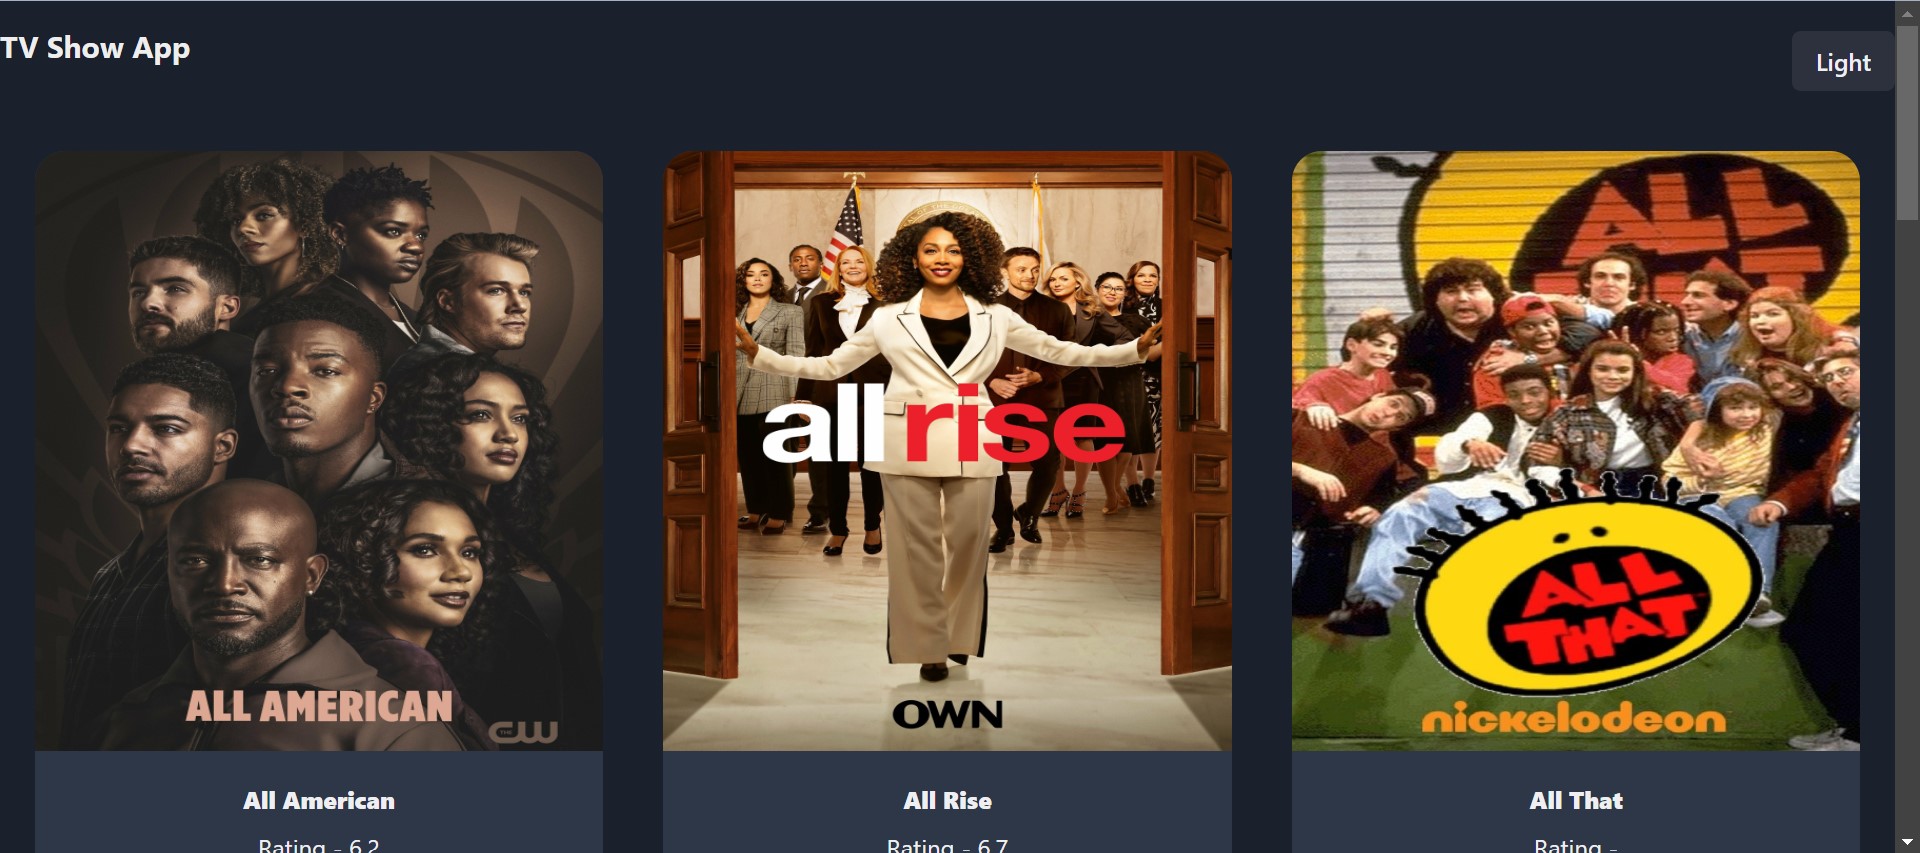 TV Show App
Light
ALL AMERICAN
THE CW
all rise
OWN
ALL
THAT
ALL
THAT
nickelodeon
All American
All Rise
All That
Rating - 6.2
Rating - 6.7
Rating -